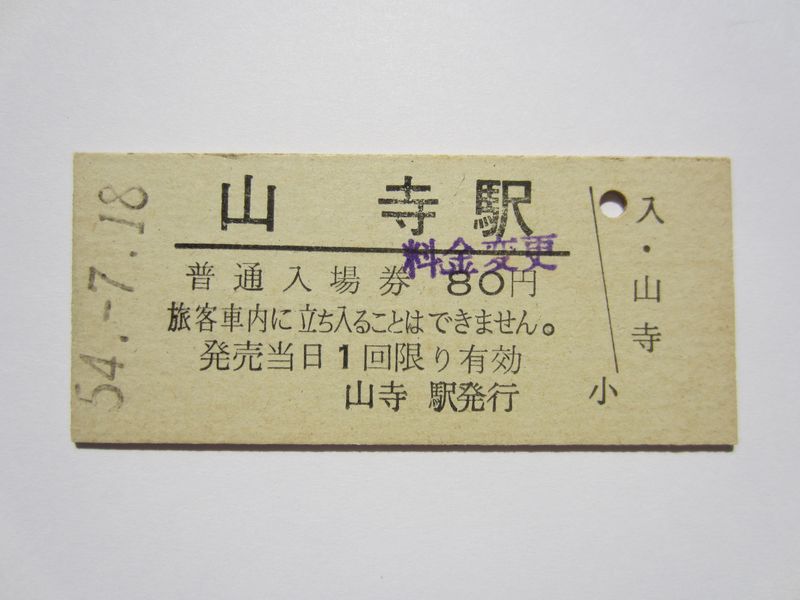 54.-7.18
山寺駅
料金変更
普通入場券 80円
旅客車内に立ち入ることはできません。
発売当日1回限り有効
山寺 駅発行
小
入・山寺